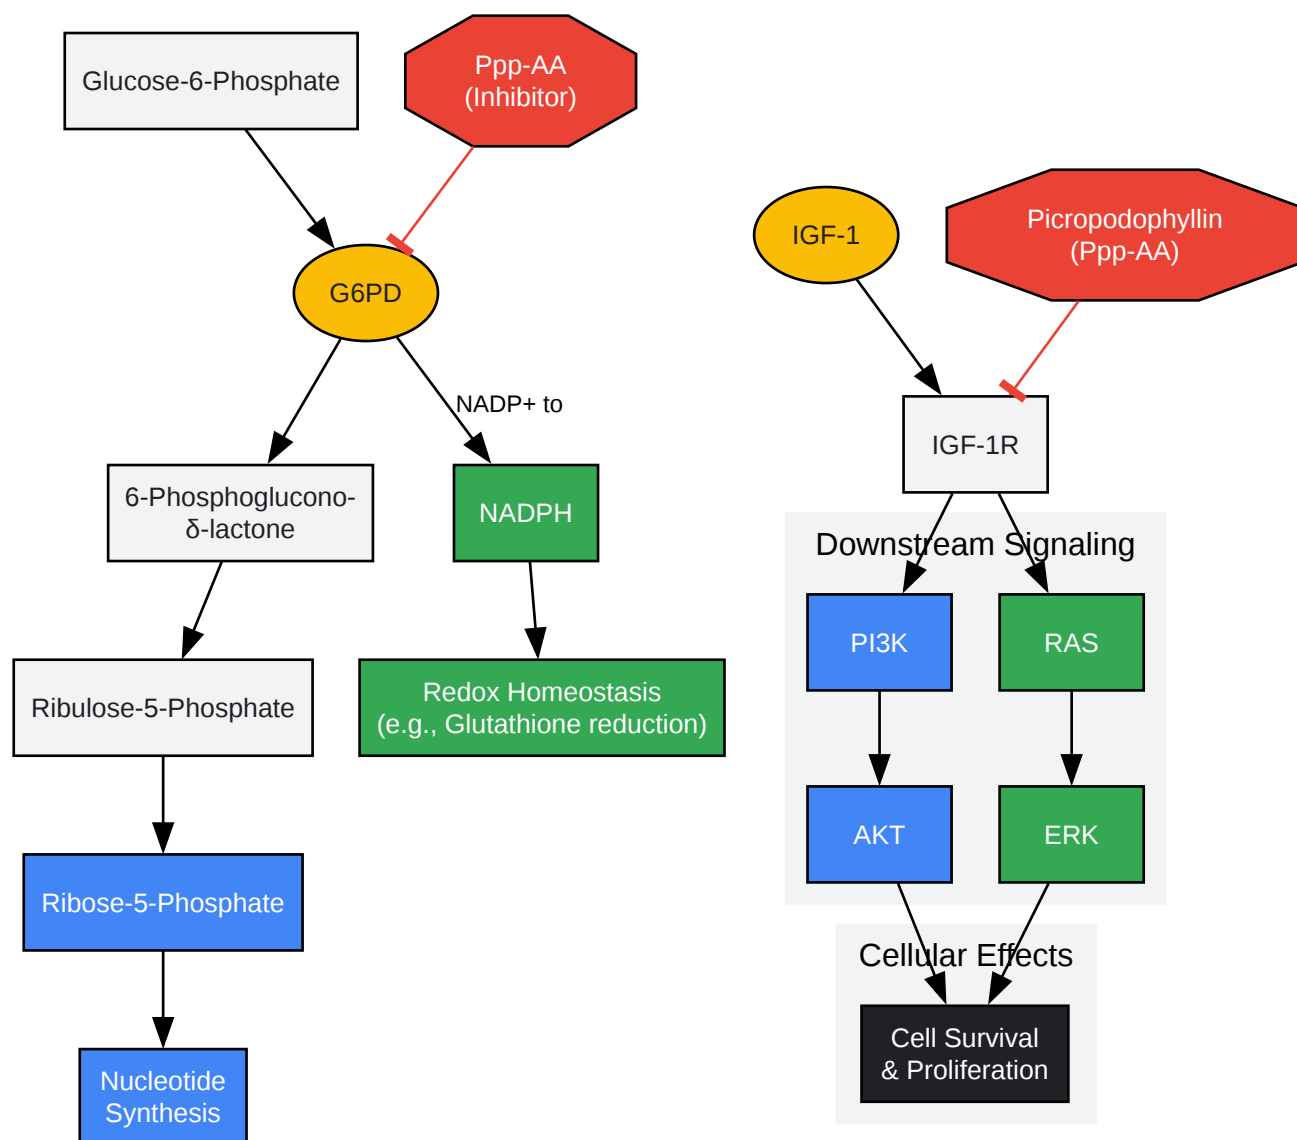 Glucose-6-Phosphate
Ppp-AA
(Inhibitor)
G6PD
NADP+ to
6-Phosphoglucono-
δ-lactone
NADPH
Ribulose-5-Phosphate
Redox Homeostasis
(e.g., Glutathione reduction)
Ribose-5-Phosphate
Nucleotide
Synthesis
IGF-1
Picropodophyllin
(Ppp-AA)
IGF-1R
Downstream Signaling
PI3K
RAS
AKT
ERK
Cellular Effects
Cell Survival
& Proliferation